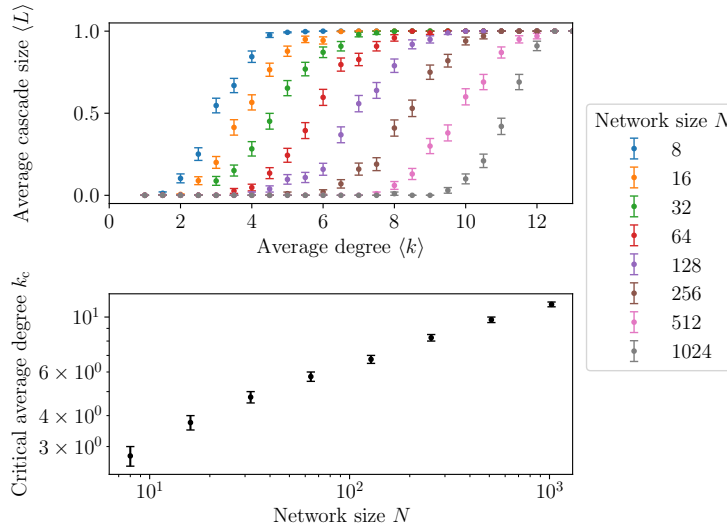 Average cascade size ⟨L⟩
1.0
0.5
0.0
0 2 4 6 8 10 12
Average degree ⟨k⟩
Network size N
8
16
32
64
128
256
512
1024
Critical average degree k_c
10^1
6 × 10^0
4 × 10^0
3 × 10^0
10^1 10^2 10^3
Network size N